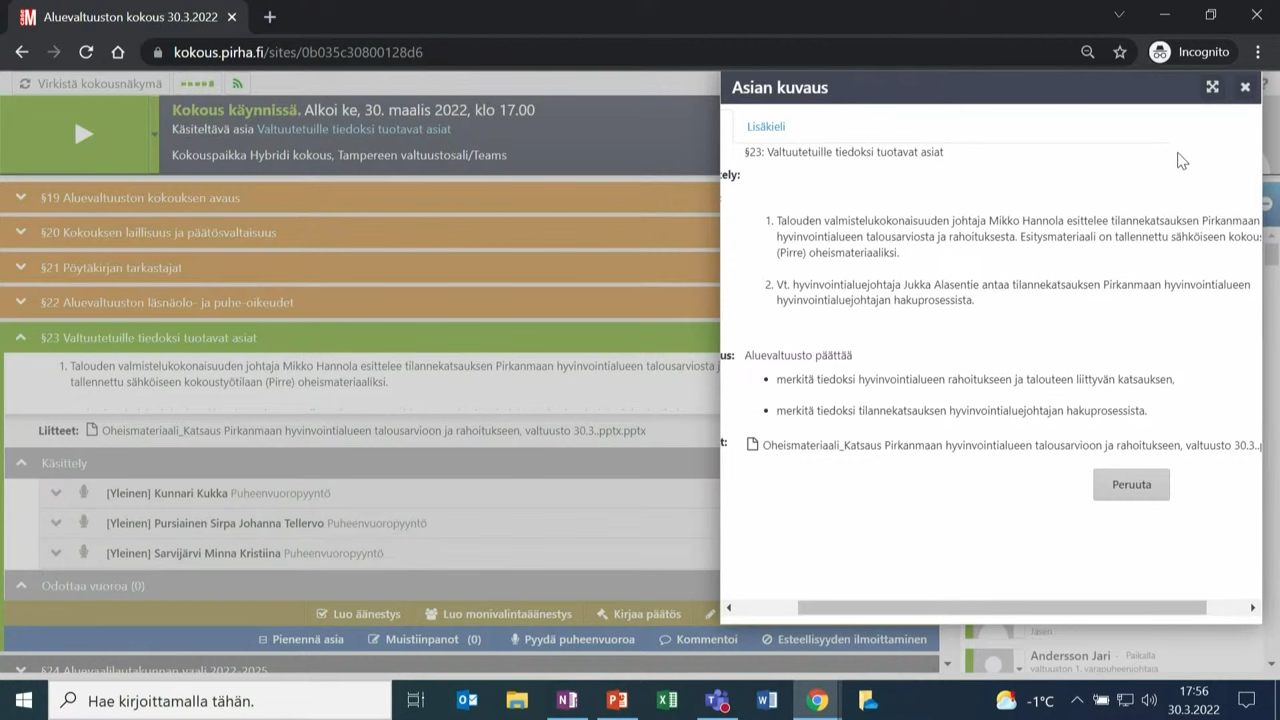 Aluevaltuuston kokous 30.3.2022
kokous.pirha.fi/sites/0b035c30800128d6
Incognito
Virkistä kokousnäkymä
Kokous käynnissä. Alkoi ke, 30. maalis 2022, klo 17.00
Käsiteltävä asia Valtuutetuille tiedoksi tuotavat asiat
Kokouspaikka Hybridi kokous, Tampereen valtuustosali/Teams
§19 Aluevaltuuston kokouksen avaus
§20 Kokouksen laillisuus ja päätösvaltaisuus
§21 Pöytäkirjan tarkastajat
§22 Aluevaltuuston läsnäolo- ja puhe-oikeudet
§23 Valtuutetuille tiedoksi tuotavat asiat
1. Talouden valmistelukokonaisuuden johtaja Mikko Hannola esittelee tilannekatsauksen Pirkanmaan hyvinvointialueen talousarviosta j
tallennettu sähköiseen kokoustyötilaan (Pirre) oheismateriaaliksi.
Liitteet: Oheismateriaali_Katsaus Pirkanmaan hyvinvointialueen talousarvioon ja rahoitukseen, valtuusto 30.3..pptx.pptx
Käsittely
[Yleinen] Kunnari Kukka Puheenvuoropyyntö
[Yleinen] Pursiainen Sirpa Johanna Tellervo Puheenvuoropyyntö
[Yleinen] Sarvijärvi Minna Kristiina Puheenvuoropyyntö
Odottaa vuoroa (0)
Luo äänestys Luo monivalintaäänestys Kirjaa päätös
Pienennä asia Muistiinpanot (0) Pyydä puheenvuoroa Kommentoi Esteellisyyden ilmoittaminen
§24 Aluevaalilautakunnan vaali 2022-2025
Asian kuvaus
Lisäkieli
§23: Valtuutetuille tiedoksi tuotavat asiat
ely:
1. Talouden valmistelukokonaisuuden johtaja Mikko Hannola esittelee tilannekatsauksen Pirkanmaan
hyvinvointialueen talousarviosta ja rahoituksesta. Esitysmateriaali on tallennettu sähköiseen kokous
(Pirre) oheismateriaaliksi.
2. Vt. hyvinvointialuejohtaja Jukka Alasentie antaa tilannekatsauksen Pirkanmaan hyvinvointialueen
hyvinvointialuejohtajan hakuprosessista.
us: Aluevaltuusto päättää
• merkitä tiedoksi hyvinvointialueen rahoitukseen ja talouteen liittyvän katsauksen,
• merkitä tiedoksi tilannekatsauksen hyvinvointialuejohtajan hakuprosessista.
t: Oheismateriaali_Katsaus Pirkanmaan hyvinvointialueen talousarvioon ja rahoitukseen, valtuusto 30.3..p
Peruuta
Jäsen
Andersson Jari - Paikalla
valtuuston 1. varapuheenjohtaja
Hae kirjoittamalla tähän.
-1°C
17:56
30.3.2022